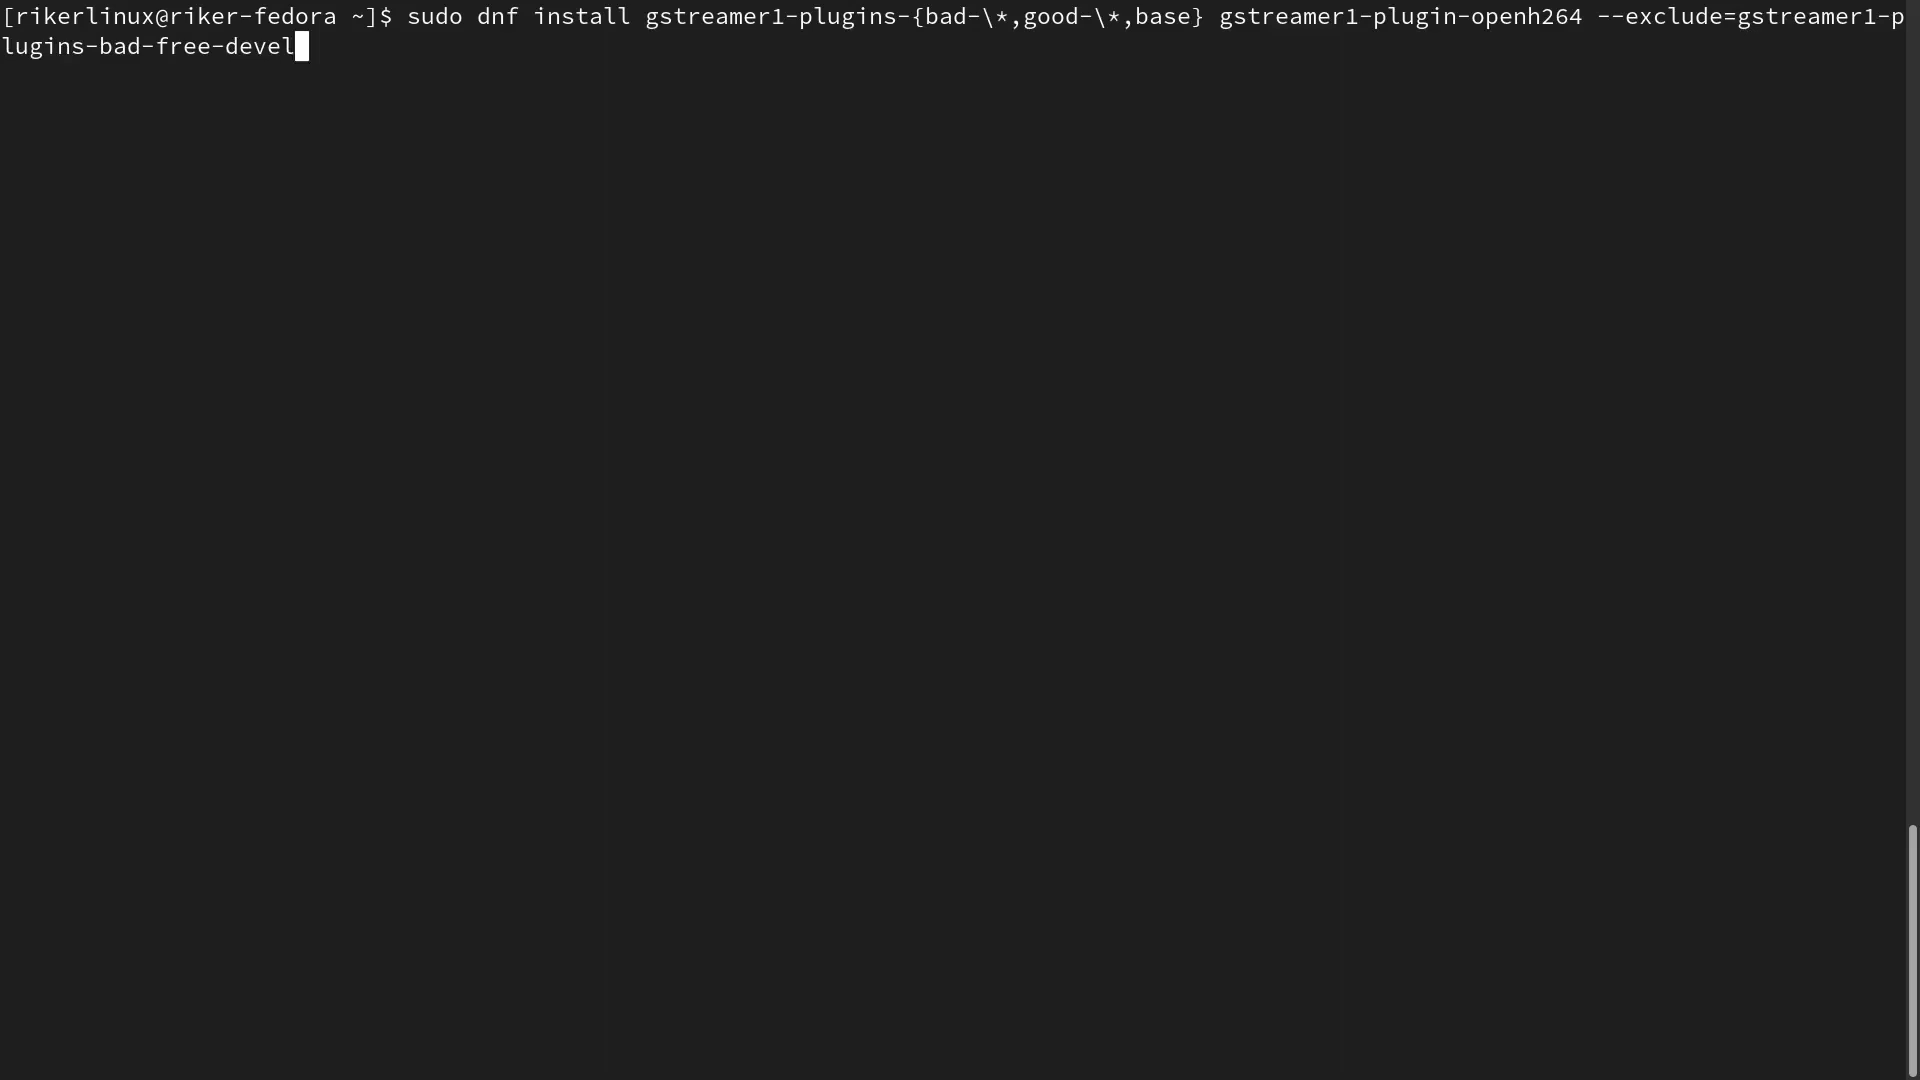 [rikerlinux@riker-fedora ~]$ sudo dnf install gstreamer1-plugins-{bad-\*,good-\*,base} gstreamer1-plugin-openh264 --exclude=gstreamer1-p
lugins-bad-free-devel